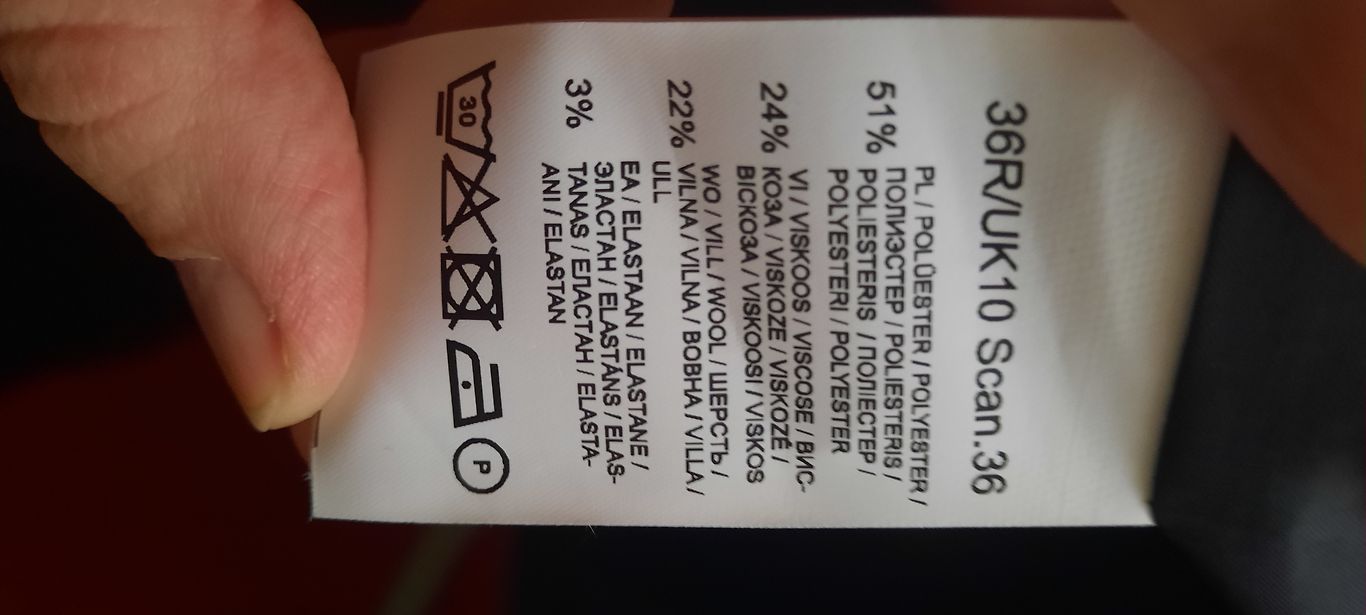 36R/UK10 Scan.36
51% PL / POLÜESTER / POLYESTER /
ПОЛИЭСТЕР / POLIESTERIS /
POLIESTERIS / ПОЛІЕСТЕР /
POLYESTERI / POLYESTER
24% VI / VISKOOS / VISCOSE / ВИС-
КОЗА / VISKOZE / VISKOZĖ /
ВІСКОЗА / VISKOOSI / VISKOS
22% WO / VILL / WOOL / ШЕРСТЬ /
VILNA / VILNA / ВОВНА / VILLA /
ULL
3% EA / ELASTAAN / ELASTANE /
ЭЛАСТАН / ELASTÁNS / ELAS-
TANAS / ЕЛАСТАН / ELASTA-
ANI / ELASTAN
30 P